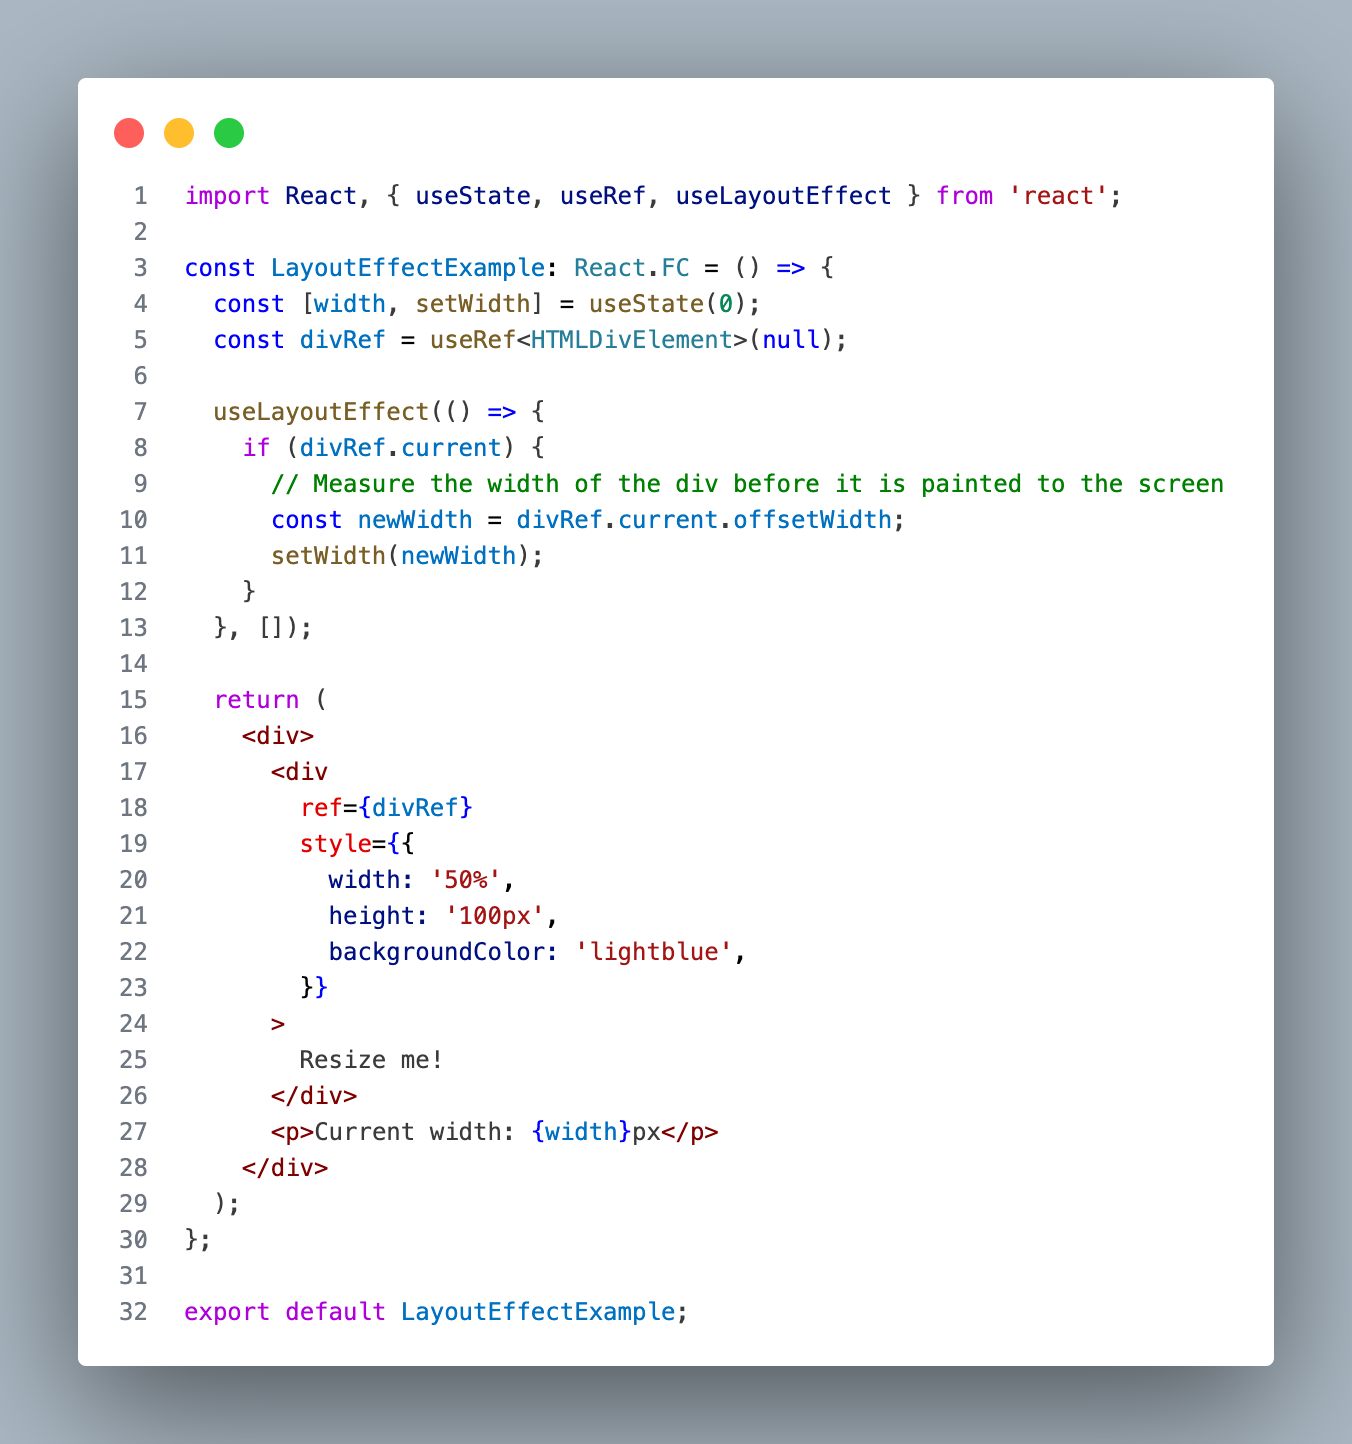 1 import React, { useState, useRef, useLayoutEffect } from 'react';
2
3 const LayoutEffectExample: React.FC = () => {
4   const [width, setWidth] = useState(0);
5   const divRef = useRef<HTMLDivElement>(null);
6
7   useLayoutEffect(() => {
8     if (divRef.current) {
9       // Measure the width of the div before it is painted to the screen
10       const newWidth = divRef.current.offsetWidth;
11       setWidth(newWidth);
12     }
13   }, []);
14
15   return (
16     <div>
17       <div
18         ref={divRef}
19         style={{
20           width: '50%',
21           height: '100px',
22           backgroundColor: 'lightblue',
23         }}
24       >
25         Resize me!
26       </div>
27       <p>Current width: {width}px</p>
28     </div>
29   );
30 };
31
32 export default LayoutEffectExample;